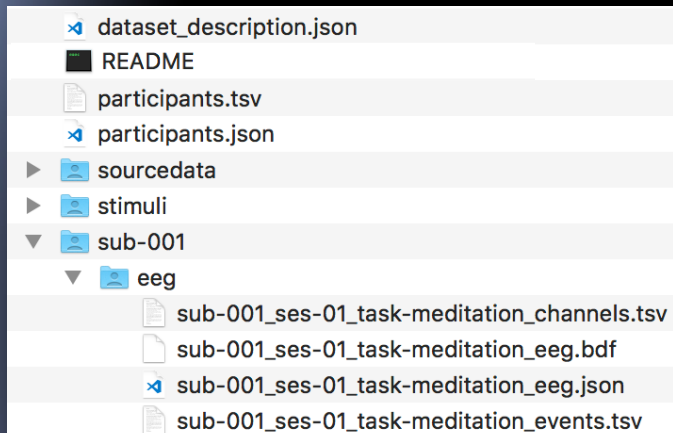 dataset_description.json
README
participants.tsv
participants.json
sourcedata
stimuli
sub-001
eeg
sub-001_ses-01_task-meditation_channels.tsv
sub-001_ses-01_task-meditation_eeg.bdf
sub-001_ses-01_task-meditation_eeg.json
sub-001_ses-01_task-meditation_events.tsv